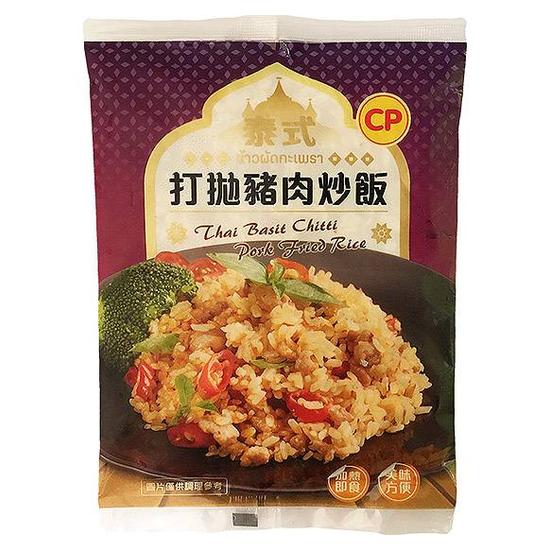 泰式
CP
ข้าวผัดกะเพรา
打拋豬肉炒飯
Thai Basit Chitti
Pork Fried Rice
加熱
即食
美味
方便
圖片僅供調理參考